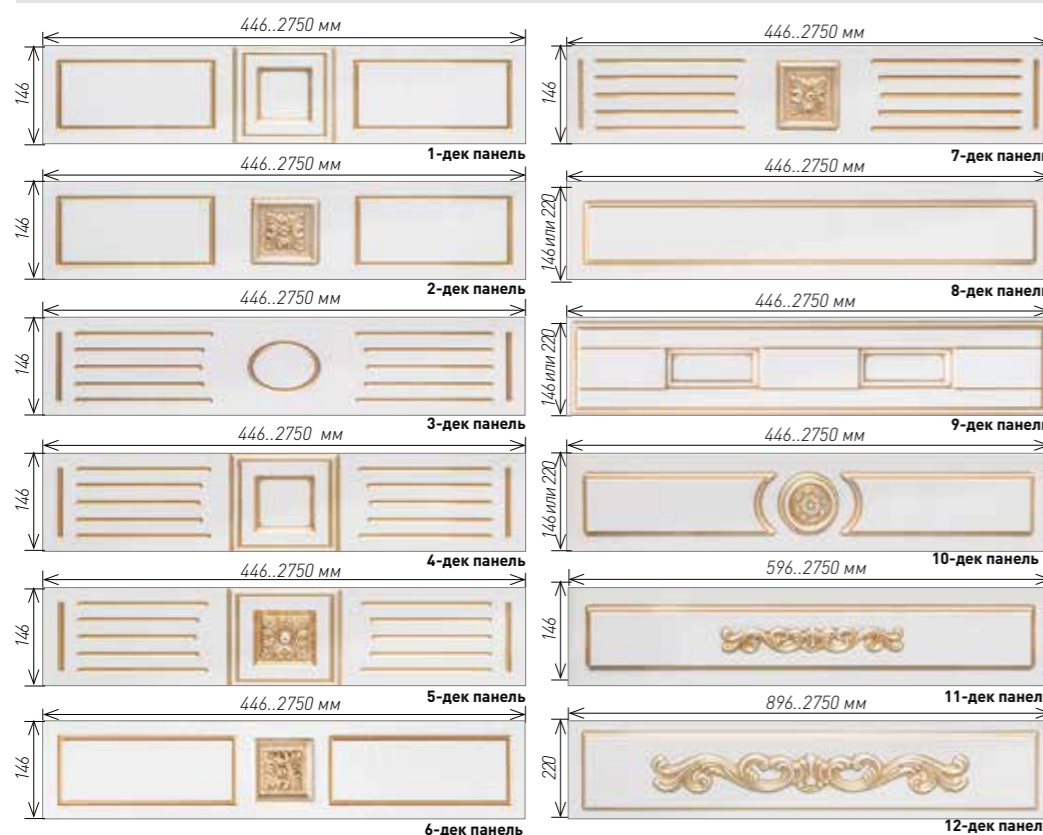 446..2750 мм
146
1-дек панель
446..2750 мм
146
2-дек панель
446..2750 мм
146
3-дек панель
446..2750 мм
146
4-дек панель
446..2750 мм
146
5-дек панель
446..2750 мм
146
6-дек панель
446..2750 мм
146
7-дек панель
446..2750 мм
146 или 220
8-дек панель
446..2750 мм
146 или 220
9-дек панель
446..2750 мм
146 или 220
10-дек панель
596..2750 мм
146
11-дек панель
896..2750 мм
220
12-дек панель